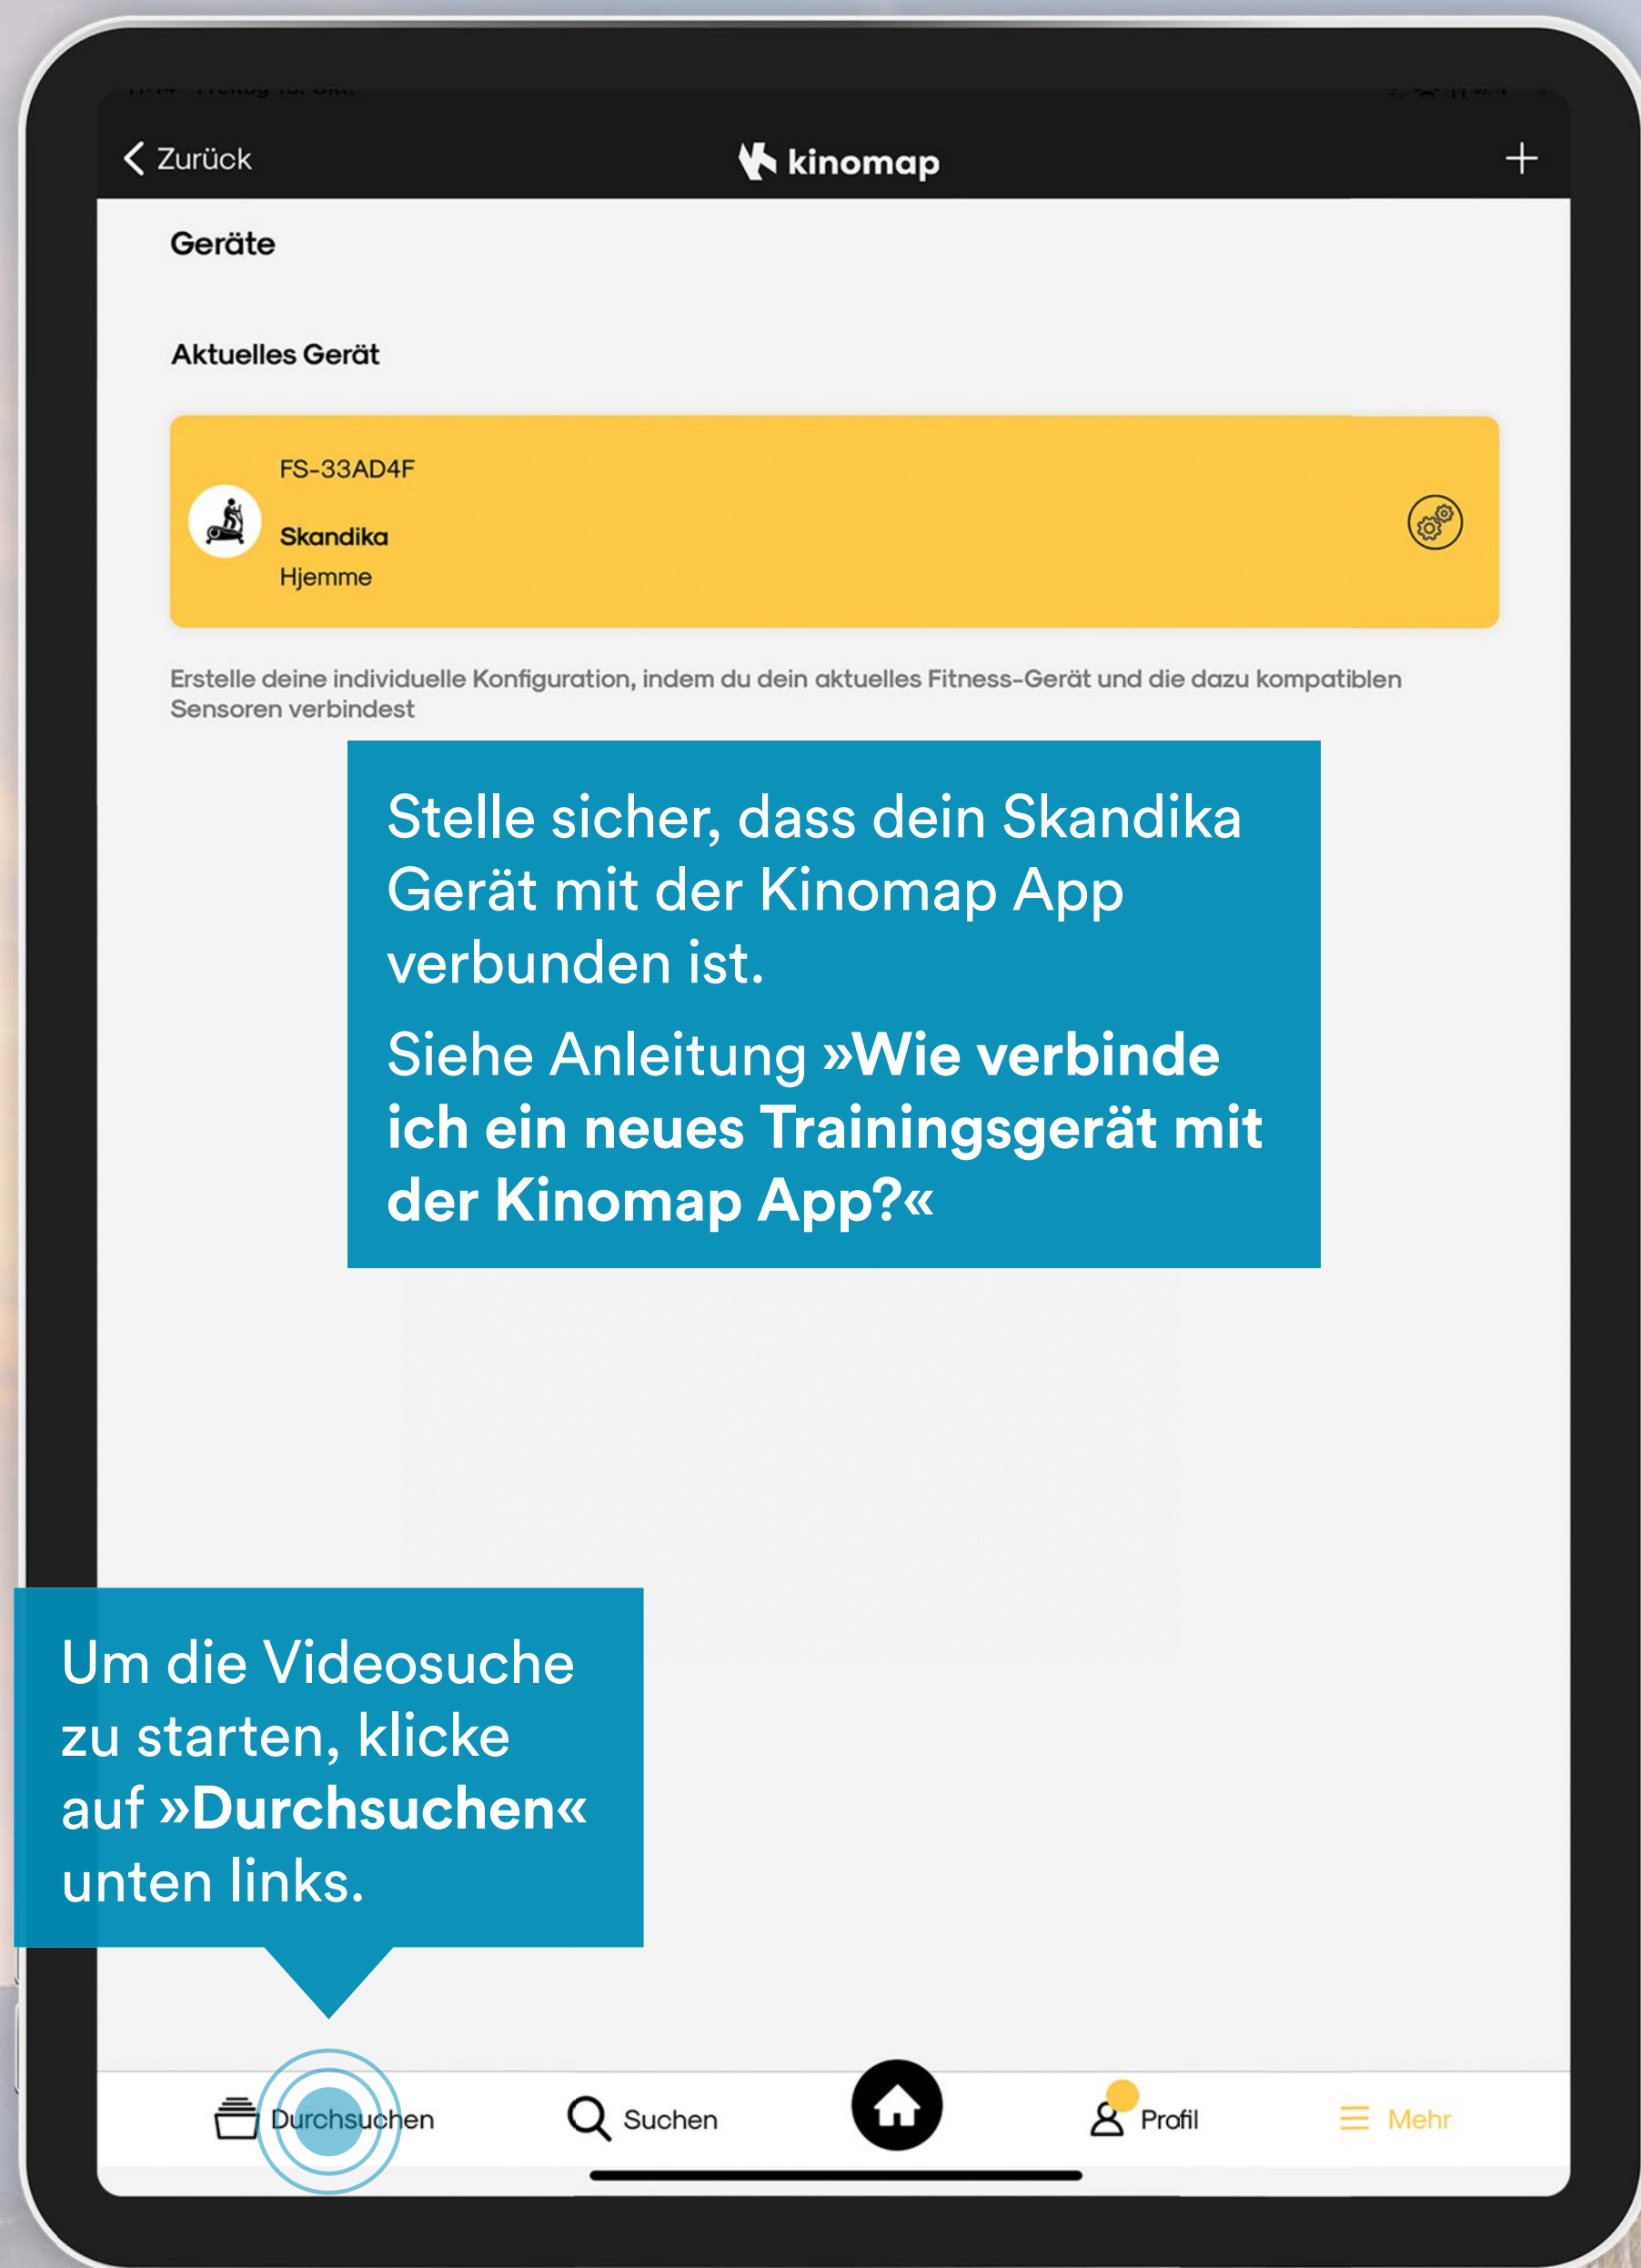 Zurück
kinomap
Geräte
Aktuelles Gerät
FS-33AD4F
Skandika
Hjemme
Erstelle deine individuelle Konfiguration, indem du dein aktuelles Fitness-Gerät und die dazu kompatiblen
Sensoren verbindest
Stelle sicher, dass dein Skandika
Gerät mit der Kinomap App
verbunden ist.
Siehe Anleitung »Wie verbinde
ich ein neues Trainingsgerät mit
der Kinomap App?«
Um die Videosuche
zu starten, klicke
auf »Durchsuchen«
unten links.
Durchsuchen
Suchen
Profil
Mehr